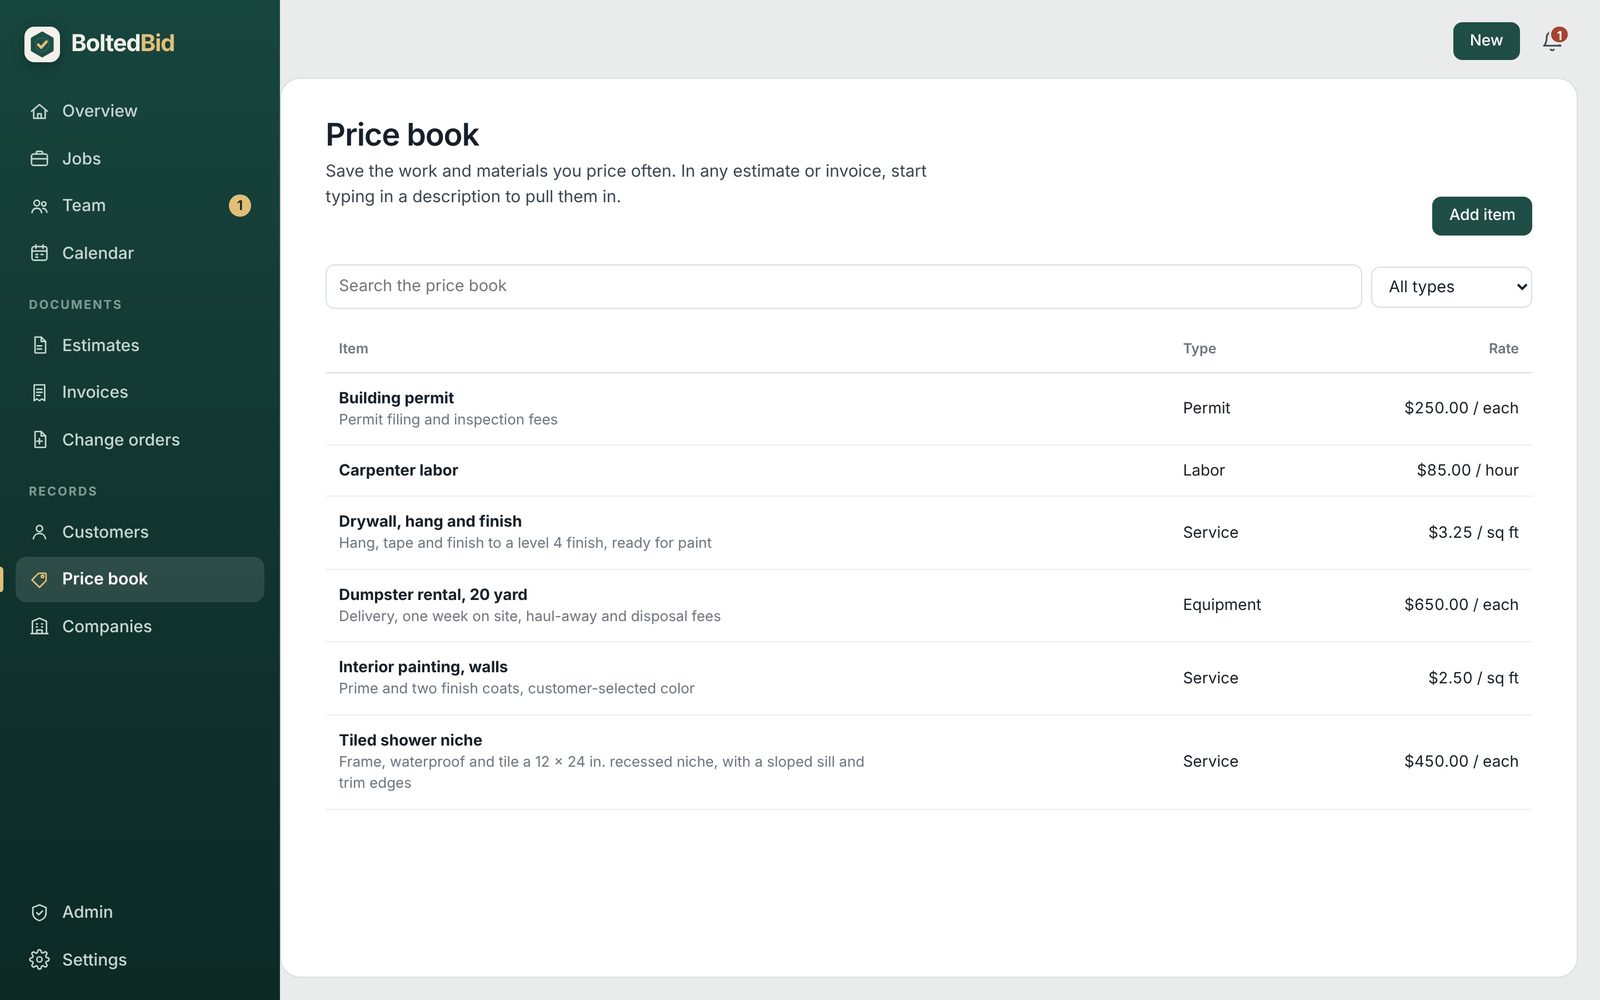 BoltedBid
New
1
Overview
Jobs
Team
1
Calendar
DOCUMENTS
Estimates
Invoices
Change orders
RECORDS
Customers
Price book
Companies
Admin
Settings
Price book
Save the work and materials you price often. In any estimate or invoice, start
typing in a description to pull them in.
Add item
Search the price book
All types
Item Type Rate
Building permit
Permit filing and inspection fees
Permit $250.00 / each
Carpenter labor Labor $85.00 / hour
Drywall, hang and finish
Hang, tape and finish to a level 4 finish, ready for paint
Service $3.25 / sq ft
Dumpster rental, 20 yard
Delivery, one week on site, haul-away and disposal fees
Equipment $650.00 / each
Interior painting, walls
Prime and two finish coats, customer-selected color
Service $2.50 / sq ft
Tiled shower niche
Frame, waterproof and tile a 12 × 24 in. recessed niche, with a sloped sill and
trim edges
Service $450.00 / each